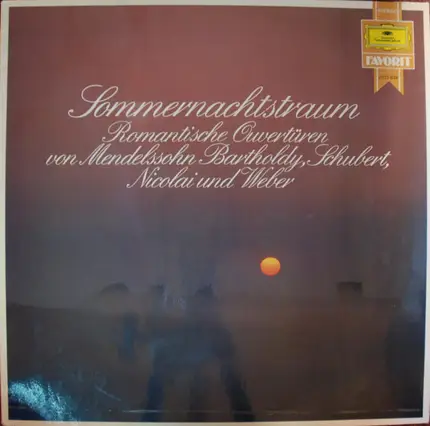 FAVORIT
Sommernachtstraum
Romantische Ouvertüren
von Mendelssohn Bartholdy, Schubert,
Nicolai und Weber